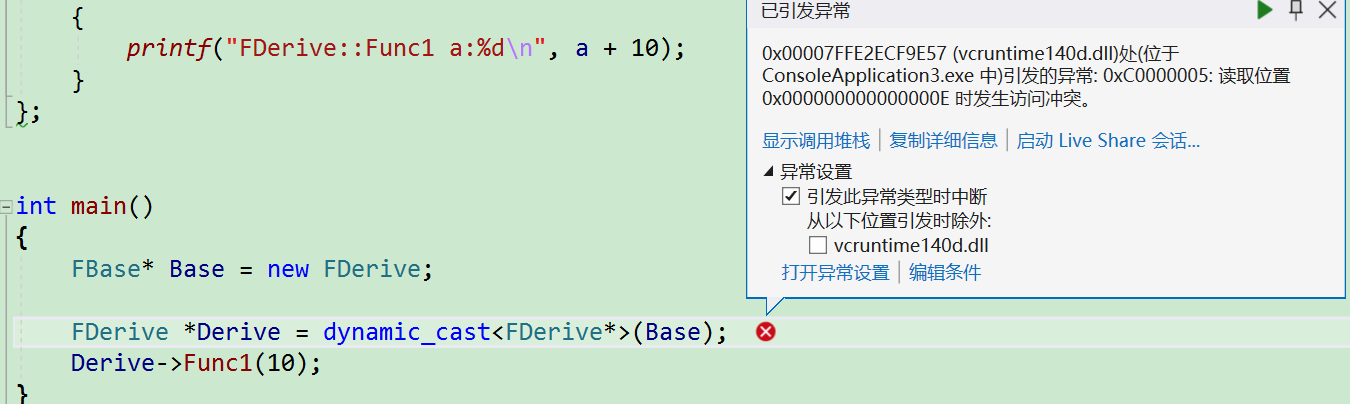 {
printf("FDerive::Func1 a:%d\n", a + 10);
}
};
int main()
{
FBase* Base = new FDerive;
FDerive *Derive = dynamic_cast<FDerive*>(Base);
Derive->Func1(10);
}
已引发异常
0x00007FFE2ECF9E57 (vcruntime140d.dll)处(位于
ConsoleApplication3.exe 中)引发的异常: 0xC0000005: 读取位置
0x000000000000000E 时发生访问冲突。
显示调用堆栈 | 复制详细信息 | 启动 Live Share 会话...
异常设置
引发此异常类型时中断
从以下位置引发时除外:
vcruntime140d.dll
打开异常设置 | 编辑条件